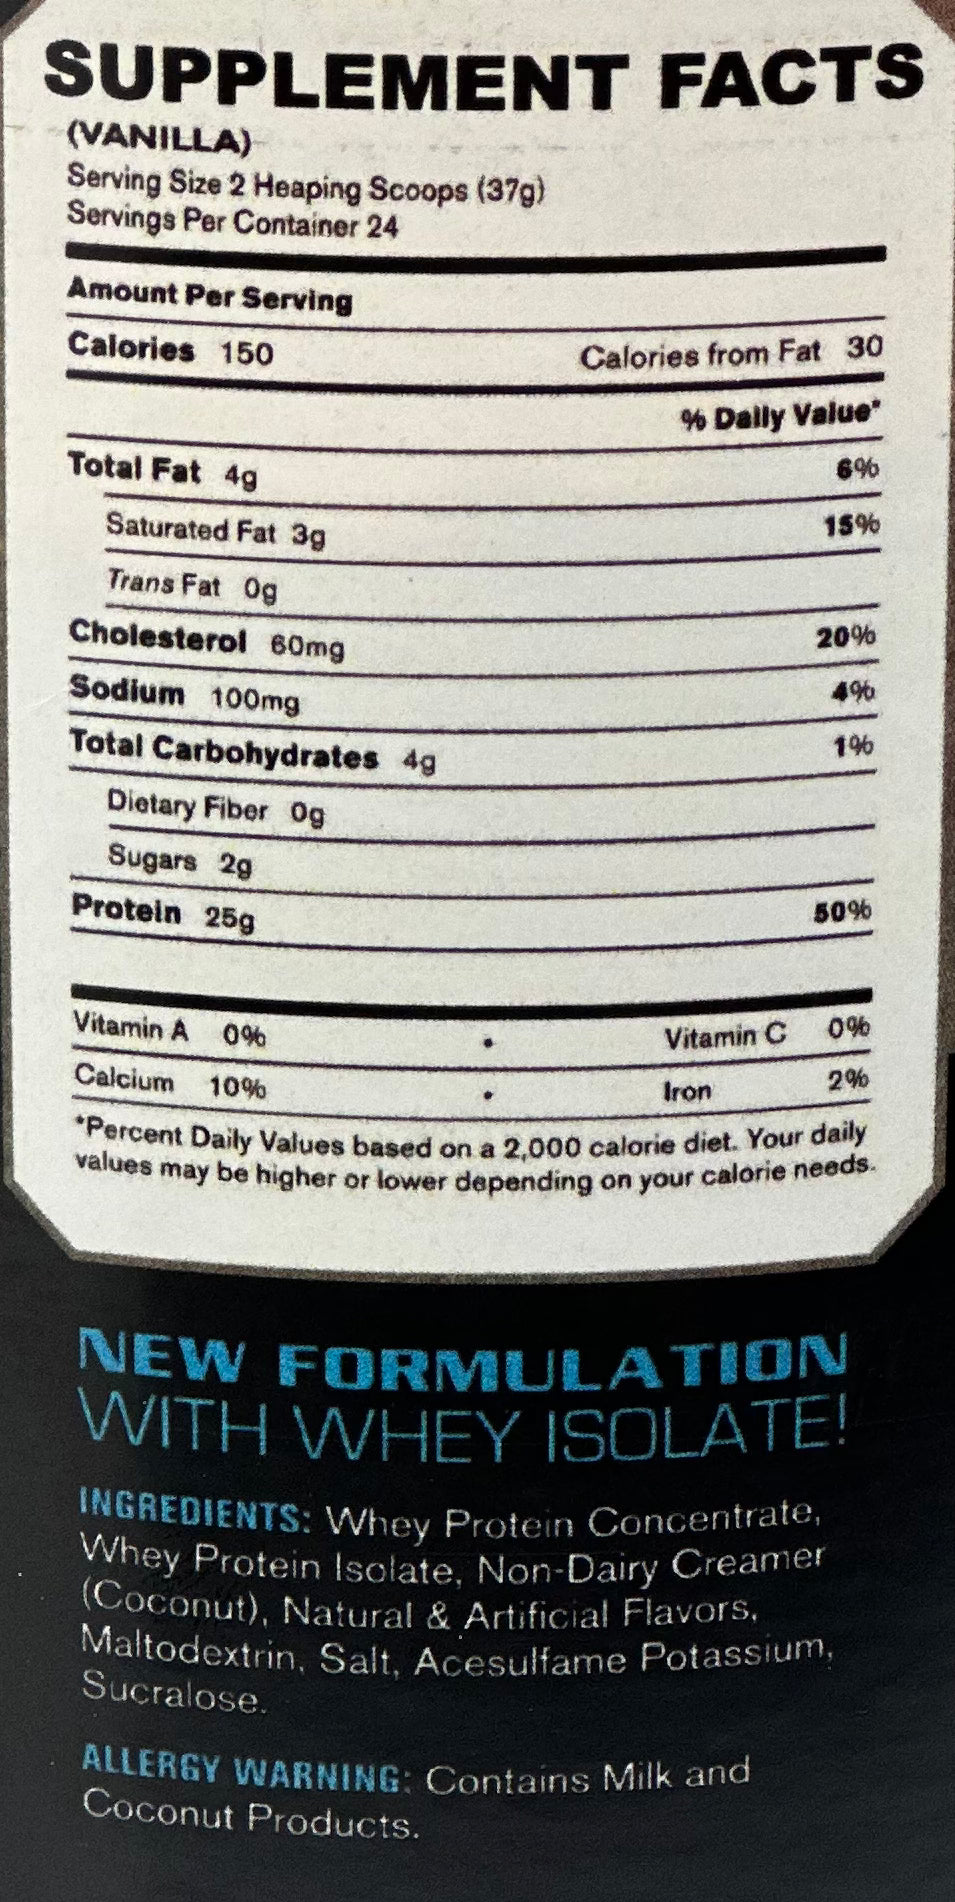 SUPPLEMENT FACTS
(VANILLA)
Serving Size 2 Heaping Scoops (37g)
Servings Per Container 24
Amount Per Serving
Calories 150 Calories from Fat 30
% Daily Value*
Total Fat 4g 6%
Saturated Fat 3g 15%
Trans Fat 0g
Cholesterol 60mg 20%
Sodium 100mg 4%
Total Carbohydrates 4g 1%
Dietary Fiber 0g
Sugars 2g
Protein 25g 50%
Vitamin A 0% • Vitamin C 0%
Calcium 10% • Iron 2%
*Percent Daily Values based on a 2,000 calorie diet. Your daily
values may be higher or lower depending on your calorie needs.
NEW FORMULATION
WITH WHEY ISOLATE!
INGREDIENTS: Whey Protein Concentrate,
Whey Protein Isolate, Non-Dairy Creamer
(Coconut), Natural & Artificial Flavors,
Maltodextrin, Salt, Acesulfame Potassium,
Sucralose.
ALLERGY WARNING: Contains Milk and
Coconut Products.